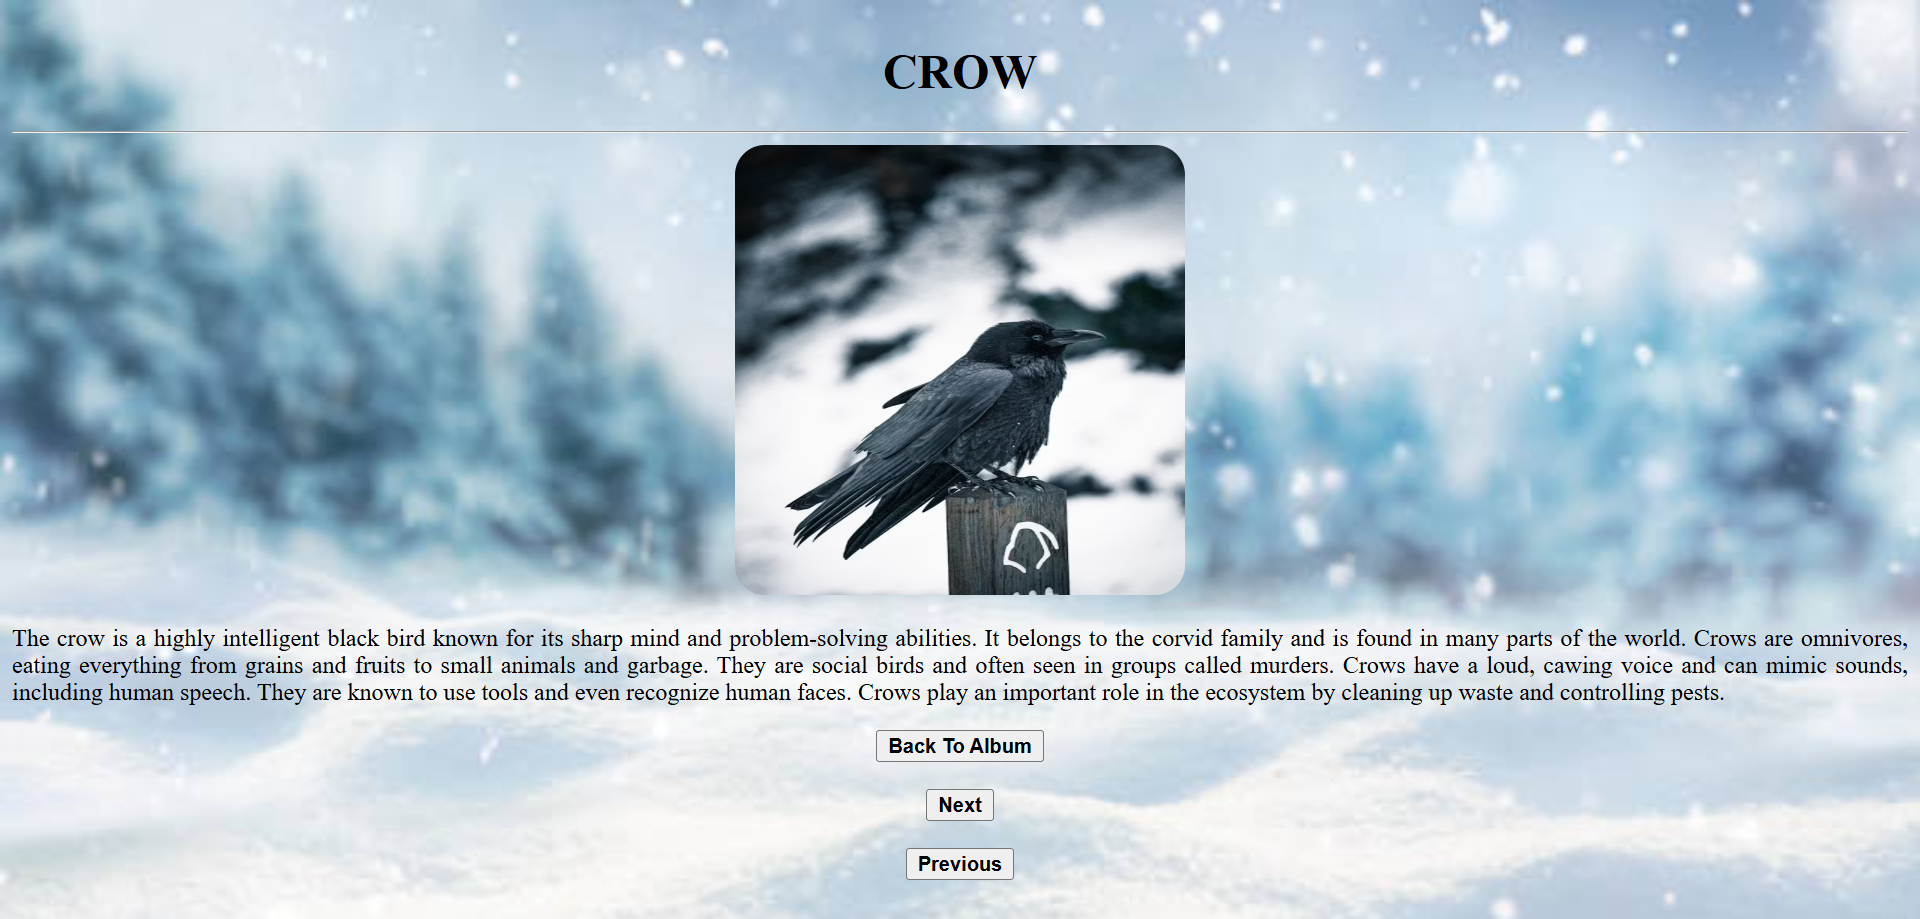 CROW
The crow is a highly intelligent black bird known for its sharp mind and problem-solving abilities. It belongs to the corvid family and is found in many parts of the world. Crows are omnivores,
eating everything from grains and fruits to small animals and garbage. They are social birds and often seen in groups called murders. Crows have a loud, cawing voice and can mimic sounds,
including human speech. They are known to use tools and even recognize human faces. Crows play an important role in the ecosystem by cleaning up waste and controlling pests.
Back To Album
Next
Previous